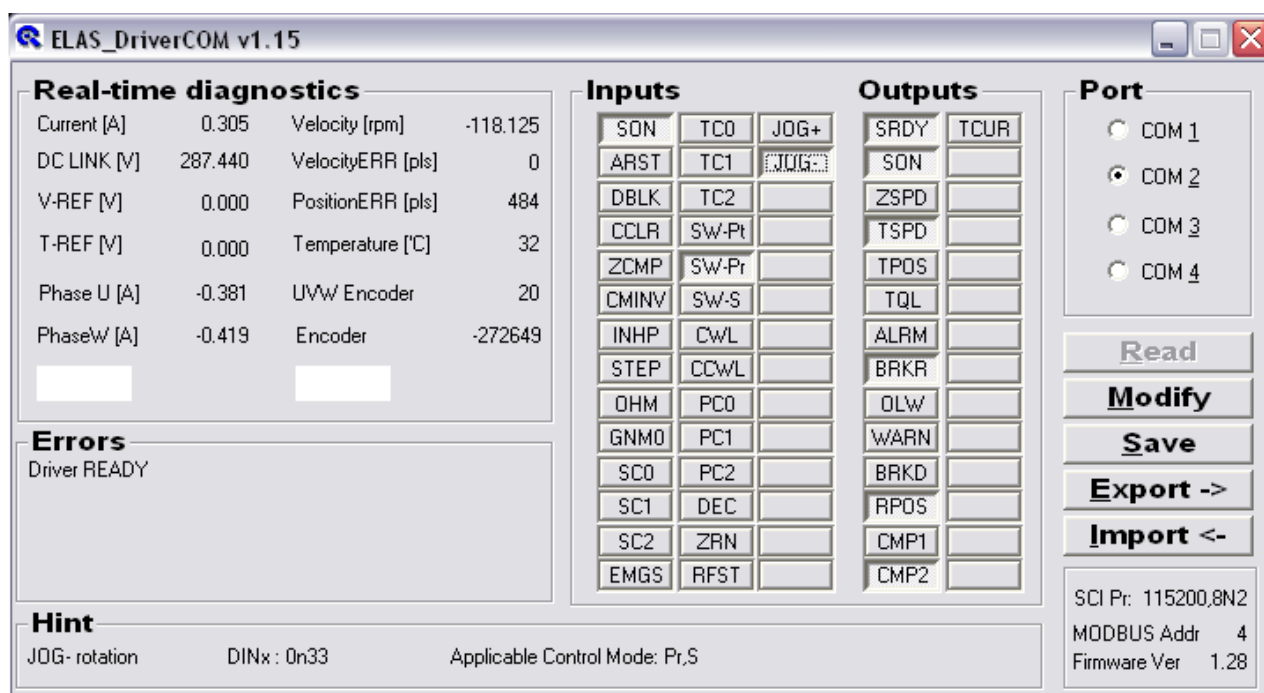 ELAS_DriverCOM v1.15
Real-time diagnostics
Current [A] 0.305 Velocity [rpm] -118.125
DC LINK [V] 287.440 VelocityERR [pls] 0
V-REF [V] 0.000 PositionERR [pls] 484
T-REF [V] 0.000 Temperature ['C] 32
Phase U [A] -0.381 UVW Encoder 20
PhaseW [A] -0.419 Encoder -272649
Errors
Driver READY
Inputs
SON TC0 JOG+
ARST TC1 JOG-
DBLK TC2
CCLR SW-Pt
ZCMP SW-Pr
CMINV SW-S
INHP CWL
STEP CCWL
OHM PC0
GNM0 PC1
SC0 PC2
SC1 DEC
SC2 ZRN
EMGS RFST
Outputs
SRDY TCUR
SON
ZSPD
TSPD
TPOS
TQL
ALRM
BRKR
OLW
WARN
BRKD
RPOS
CMP1
CMP2
Port
COM 1
COM 2
COM 3
COM 4
Read
Modify
Save
Export ->
Import <-
SCI Pr: 115200,8N2
MODBUS Addr 4
Firmware Ver 1.28
Hint
JOG- rotation DINx : 0n33 Applicable Control Mode: Pr,S